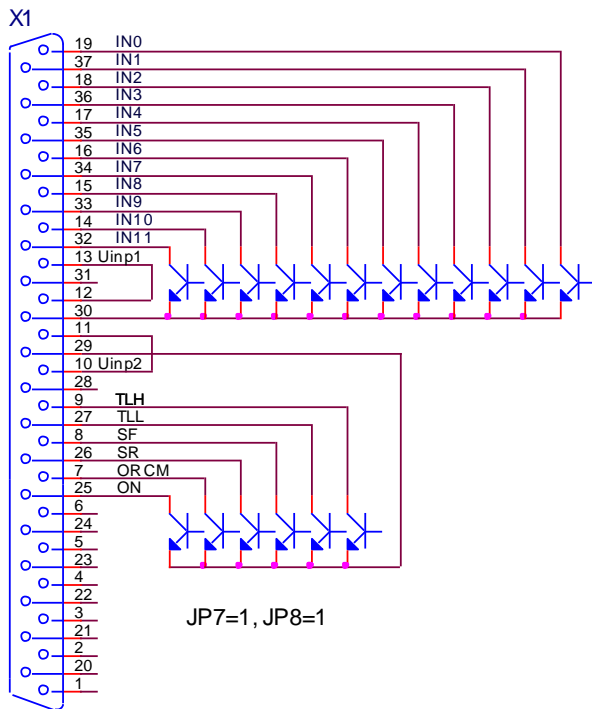 X1
19 IN0
37 IN1
18 IN2
36 IN3
17 IN4
35 IN5
16 IN6
34 IN7
15 IN8
33 IN9
14 IN10
32 IN11
13 Uinp1
31
12
30
11
29
10 Uinp2
28
9 TLH
27 TLL
8 SF
26 SR
7 ORCM
25 ON
6
24
5
23
4
22
3
21
2
20
1
JP7=1, JP8=1